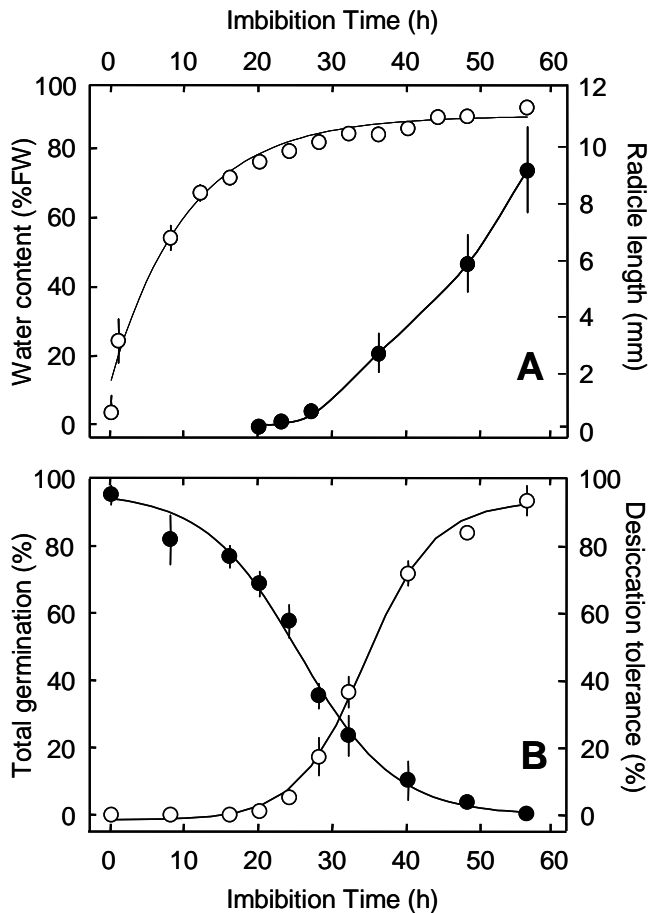 Imbibition Time (h)
0 10 20 30 40 50 60
100 12
80 10
60 8
40 6
20 4
0 2
0
Water content (%FW)
Radicle length (mm)
A
100 100
80 80
60 60
40 40
20 20
0 0
Total germination (%)
Desiccation tolerance (%)
B
0 10 20 30 40 50 60
Imbibition Time (h)